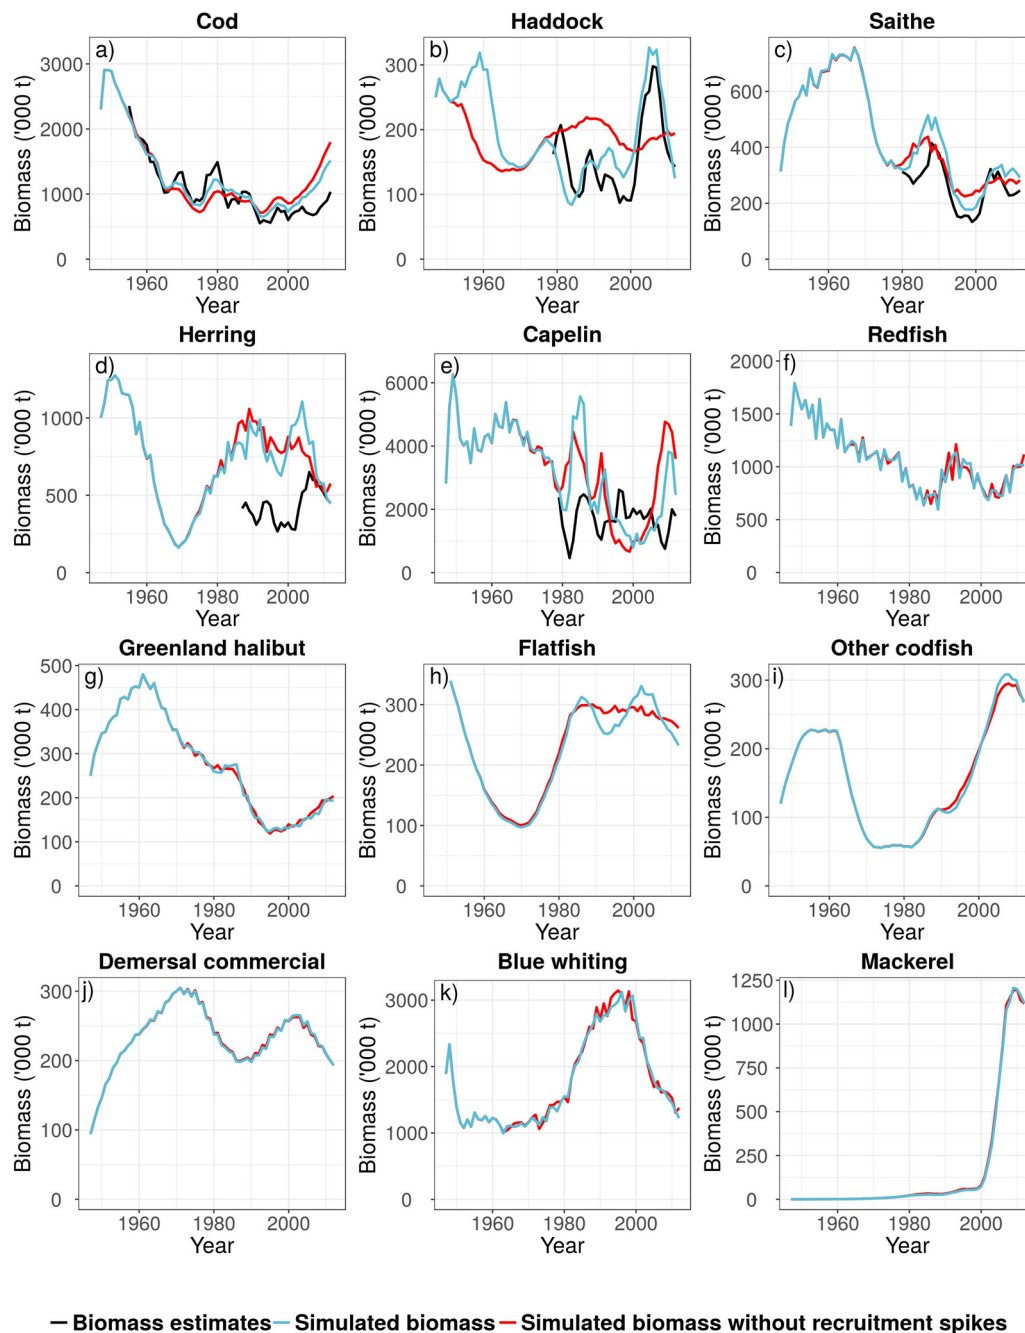 Cod
a)
3000
2000
1000
0
Biomass ('000 t)
1960 1980 2000
Year
Haddock
b)
300
200
100
0
Biomass ('000 t)
1960 1980 2000
Year
Saithe
c)
600
400
200
0
Biomass ('000 t)
1960 1980 2000
Year
Herring
d)
1000
500
0
Biomass ('000 t)
1960 1980 2000
Year
Capelin
e)
6000
4000
2000
0
Biomass ('000 t)
1960 1980 2000
Year
Redfish
f)
2000
1500
1000
500
0
Biomass ('000 t)
1960 1980 2000
Year
Greenland halibut
g)
500
400
300
200
100
0
Biomass ('000 t)
1960 1980 2000
Year
Flatfish
h)
300
200
100
0
Biomass ('000 t)
1960 1980 2000
Year
Other codfish
i)
300
200
100
0
Biomass ('000 t)
1960 1980 2000
Year
Demersal commercial
j)
300
200
100
0
Biomass ('000 t)
1960 1980 2000
Year
Blue whiting
k)
3000
2000
1000
0
Biomass ('000 t)
1960 1980 2000
Year
Mackerel
l)
1250
1000
750
500
250
0
Biomass ('000 t)
1960 1980 2000
Year
Biomass estimates Simulated biomass Simulated biomass without recruitment spikes